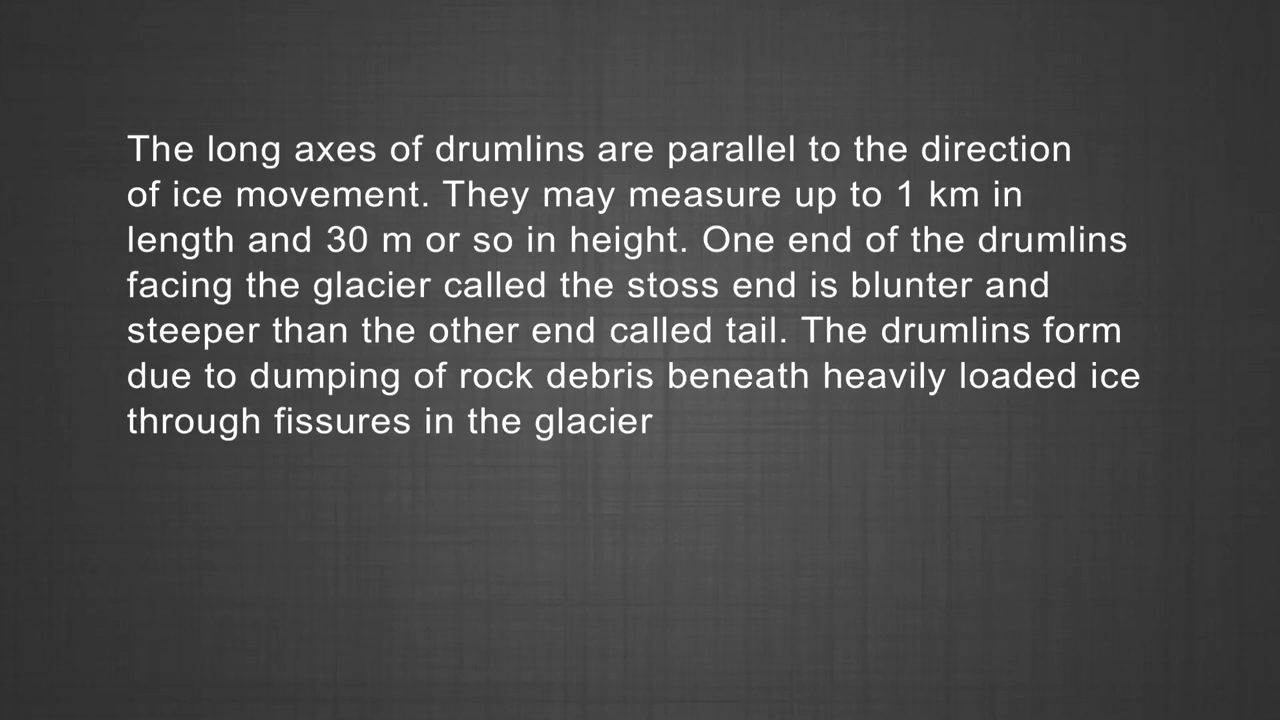 The long axes of drumlins are parallel to the direction
of ice movement. They may measure up to 1 km in
length and 30 m or so in height. One end of the drumlins
facing the glacier called the stoss end is blunter and
steeper than the other end called tail. The drumlins form
due to dumping of rock debris beneath heavily loaded ice
through fissures in the glacier